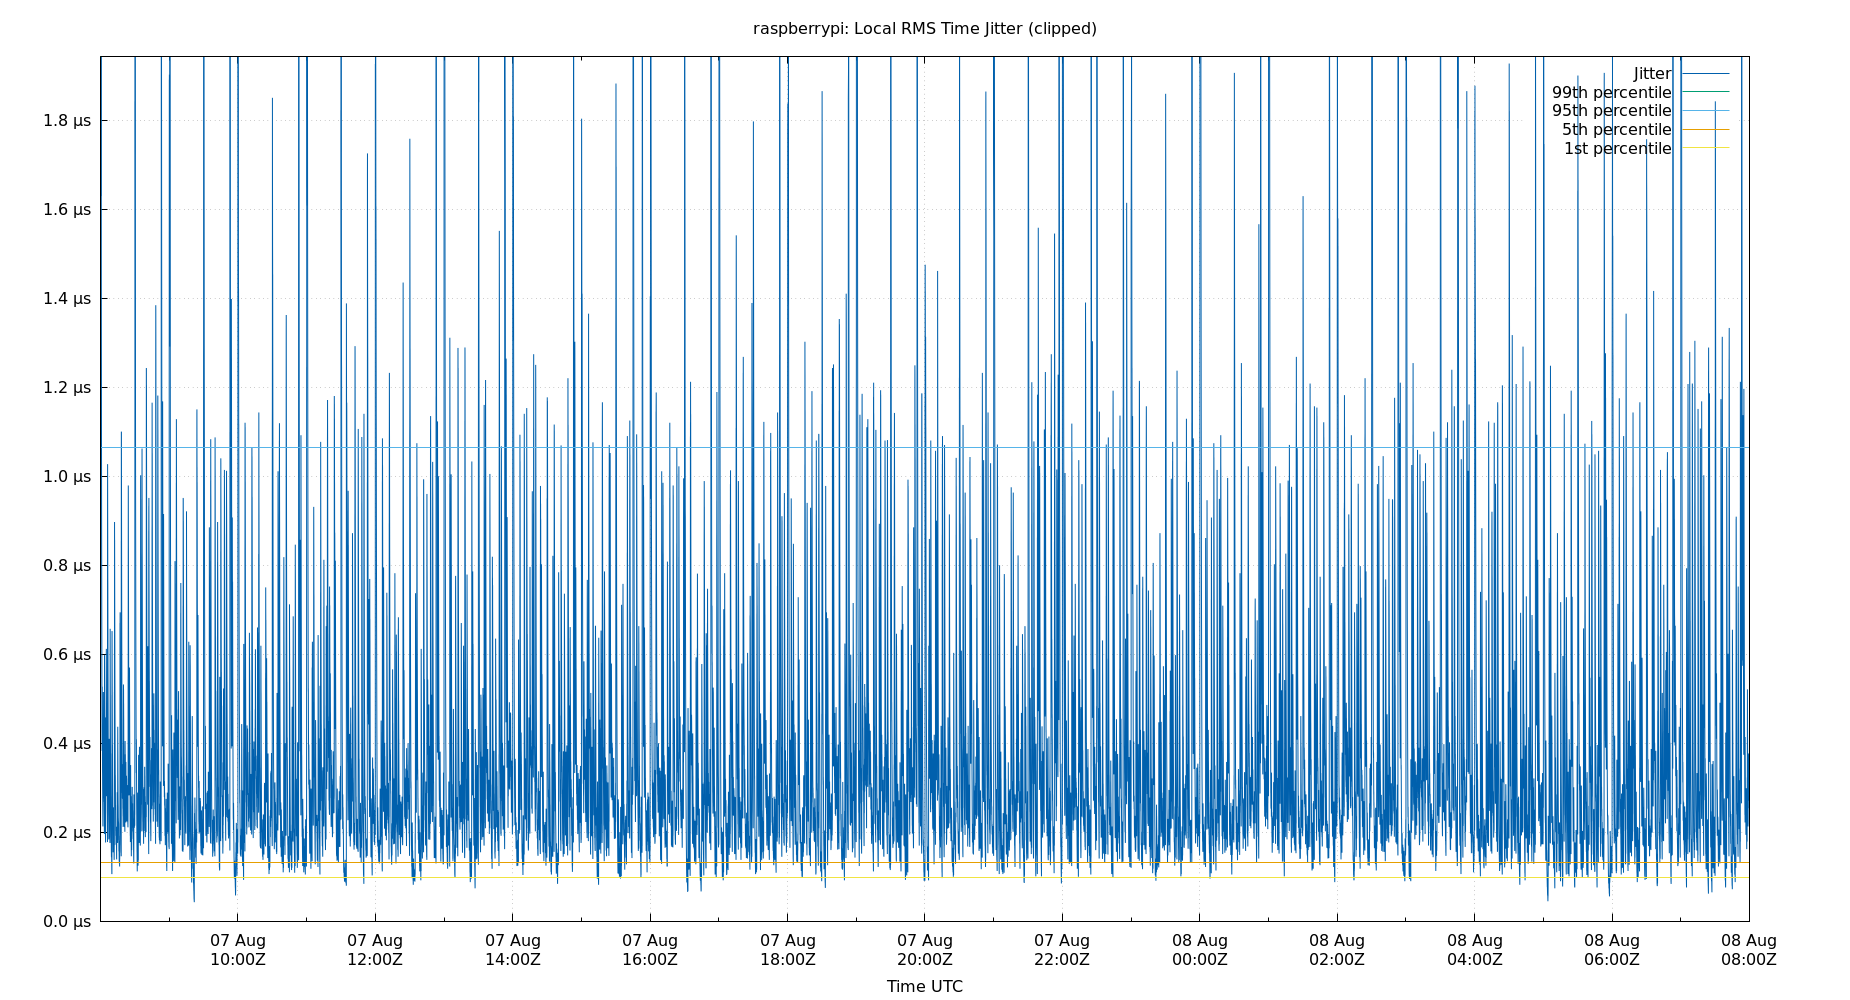 raspberrypi: Local RMS Time Jitter (clipped)
Jitter
99th percentile
95th percentile
5th percentile
1st percentile
1.8 µs
1.6 µs
1.4 µs
1.2 µs
1.0 µs
0.8 µs
0.6 µs
0.4 µs
0.2 µs
0.0 µs
07 Aug 07 Aug 07 Aug 07 Aug 07 Aug 07 Aug 07 Aug 08 Aug 08 Aug 08 Aug 08 Aug 08 Aug
10:00Z 12:00Z 14:00Z 16:00Z 18:00Z 20:00Z 22:00Z 00:00Z 02:00Z 04:00Z 06:00Z 08:00Z
Time UTC